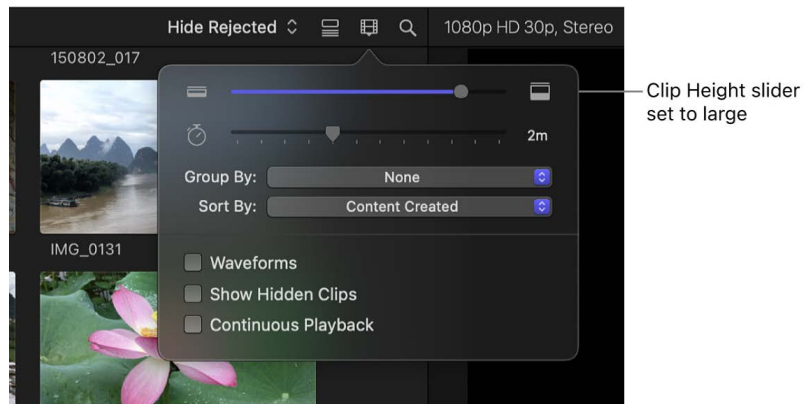 Hide Rejected
1080p HD 30p, Stereo
150802_017
Clip Height slider
set to large
2m
Group By: None
Sort By: Content Created
IMG_0131
Waveforms
Show Hidden Clips
Continuous Playback